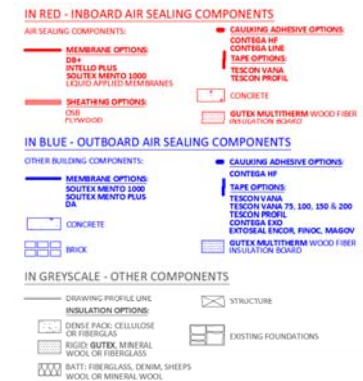 IN RED - INBOARD AIR SEALING COMPONENTS
AIR SEALING COMPONENTS:
MEMBRANE OPTIONS:
DB+
INTELLO PLUS
SOLITEX MENTO 1000
LIQUID APPLIED MEMBRANES
SHEATHING OPTIONS:
OSB
PLYWOOD
CAULKING ADHESIVE OPTIONS:
CONTEGA HF
CONTEGA LINE
TAPE OPTIONS:
TESCON VANA
TESCON PROFIL
CONCRETE
GUTEX MULTITHERM WOOD FIBER
INSULATION BOARD
IN BLUE - OUTBOARD AIR SEALING COMPONENTS
OTHER BUILDING COMPONENTS:
MEMBRANE OPTIONS:
SOLITEX MENTO 1000
SOLITEX MENTO PLUS
DA
CONCRETE
BRICK
CAULKING ADHESIVE OPTIONS:
CONTEGA HF
TAPE OPTIONS:
TESCON VANA
TESCON VANA 75, 100, 150 & 200
TESCON PROFIL
CONTEGA EXO
EXTOSEAL ENCOR, FINOC, MAGOV
GUTEX MULTITHERM WOOD FIBER
INSULATION BOARD
IN GREYSCALE - OTHER COMPONENTS
DRAWING PROFILE LINE
INSULATION OPTIONS:
DENSE PACK: CELLULOSE
OR FIBERGLASS
RIGID: GUTEX, MINERAL
WOOL OR FIBERGLASS
BATT: FIBERGLASS, DENIM, SHEEPS
WOOL OR MINERAL WOOL
STRUCTURE
EXISTING FOUNDATIONS